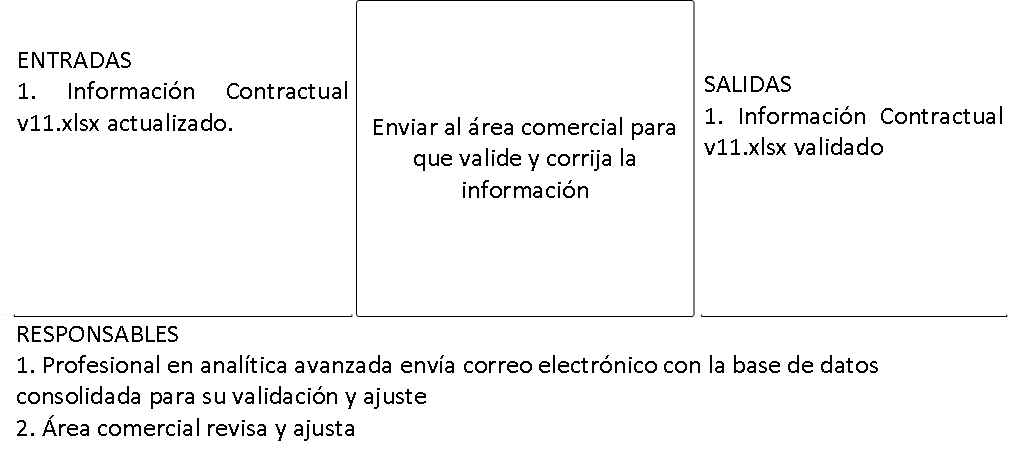 ENTRADAS
1. Información Contractual
v11.xlsx actualizado.
Enviar al área comercial para
que valide y corrija la
información
SALIDAS
1. Información Contractual
v11.xlsx validado
RESPONSABLES
1. Profesional en analítica avanzada envía correo electrónico con la base de datos
consolidada para su validación y ajuste
2. Área comercial revisa y ajusta